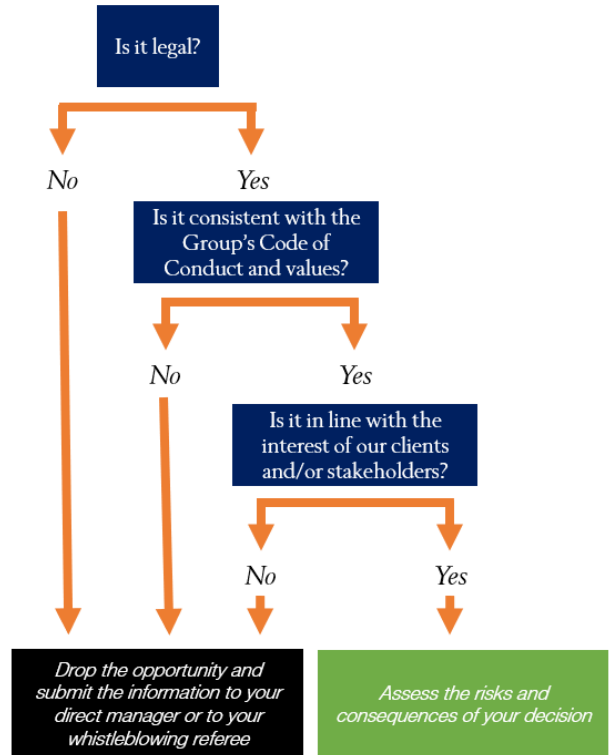 Is it legal?
No
Yes
Is it consistent with the
Group's Code of
Conduct and values?
No
Yes
Is it in line with the
interest of our clients
and/or stakeholders?
No
Yes
Drop the opportunity and
submit the information to your
direct manager or to your
whistleblowing referee
Assess the risks and
consequences of your decision